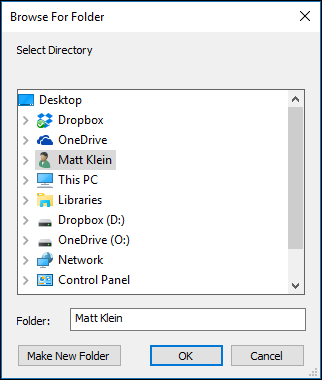 Browse For Folder
Select Directory
Desktop
Dropbox
OneDrive
Matt Klein
This PC
Libraries
Dropbox (D:)
OneDrive (O:)
Network
Control Panel
Folder: Matt Klein
Make New Folder OK Cancel